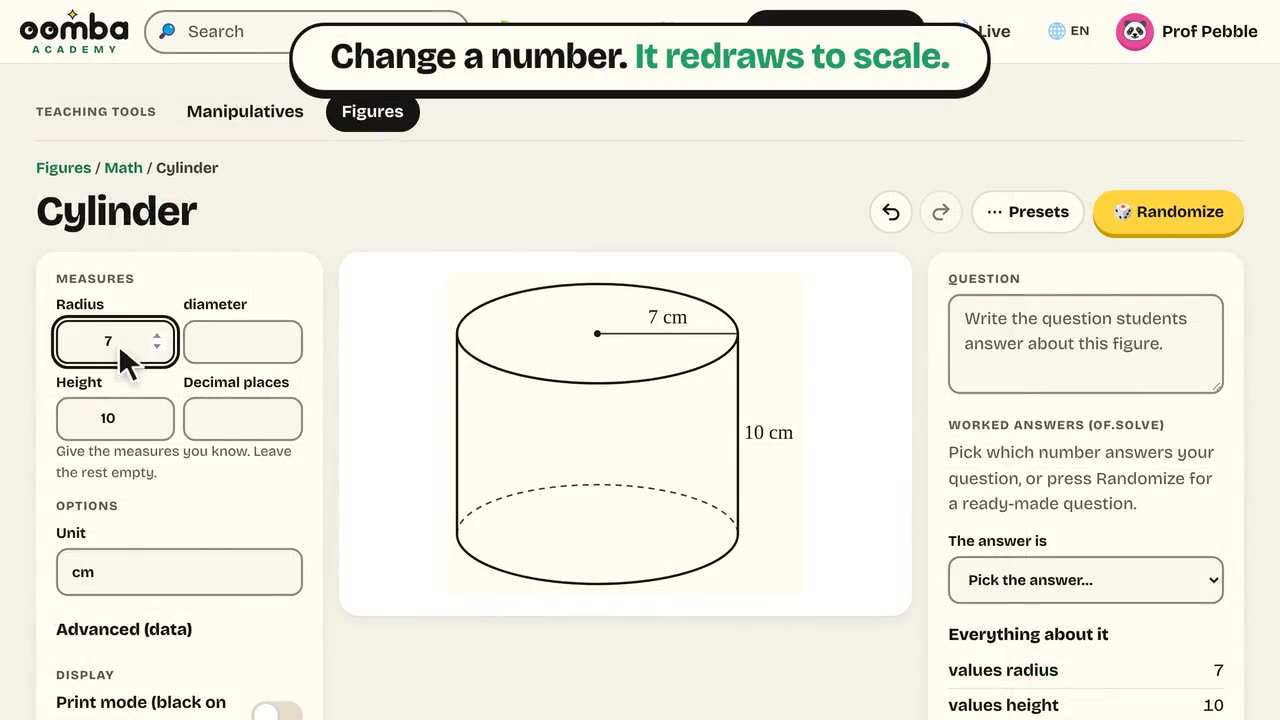 oomba
ACADEMY
Search
Live
EN
Prof Pebble
Change a number. It redraws to scale.
TEACHING TOOLS
Manipulatives
Figures
Figures / Math / Cylinder
Cylinder
··· Presets
Randomize
MEASURES
Radius
diameter
7
Height
Decimal places
10
Give the measures you know. Leave
the rest empty.
OPTIONS
Unit
cm
Advanced (data)
DISPLAY
Print mode (black on
7 cm
10 cm
QUESTION
Write the question students
answer about this figure.
WORKED ANSWERS (OF.SOLVE)
Pick which number answers your
question, or press Randomize for
a ready-made question.
The answer is
Pick the answer...
Everything about it
values radius 7
values height 10